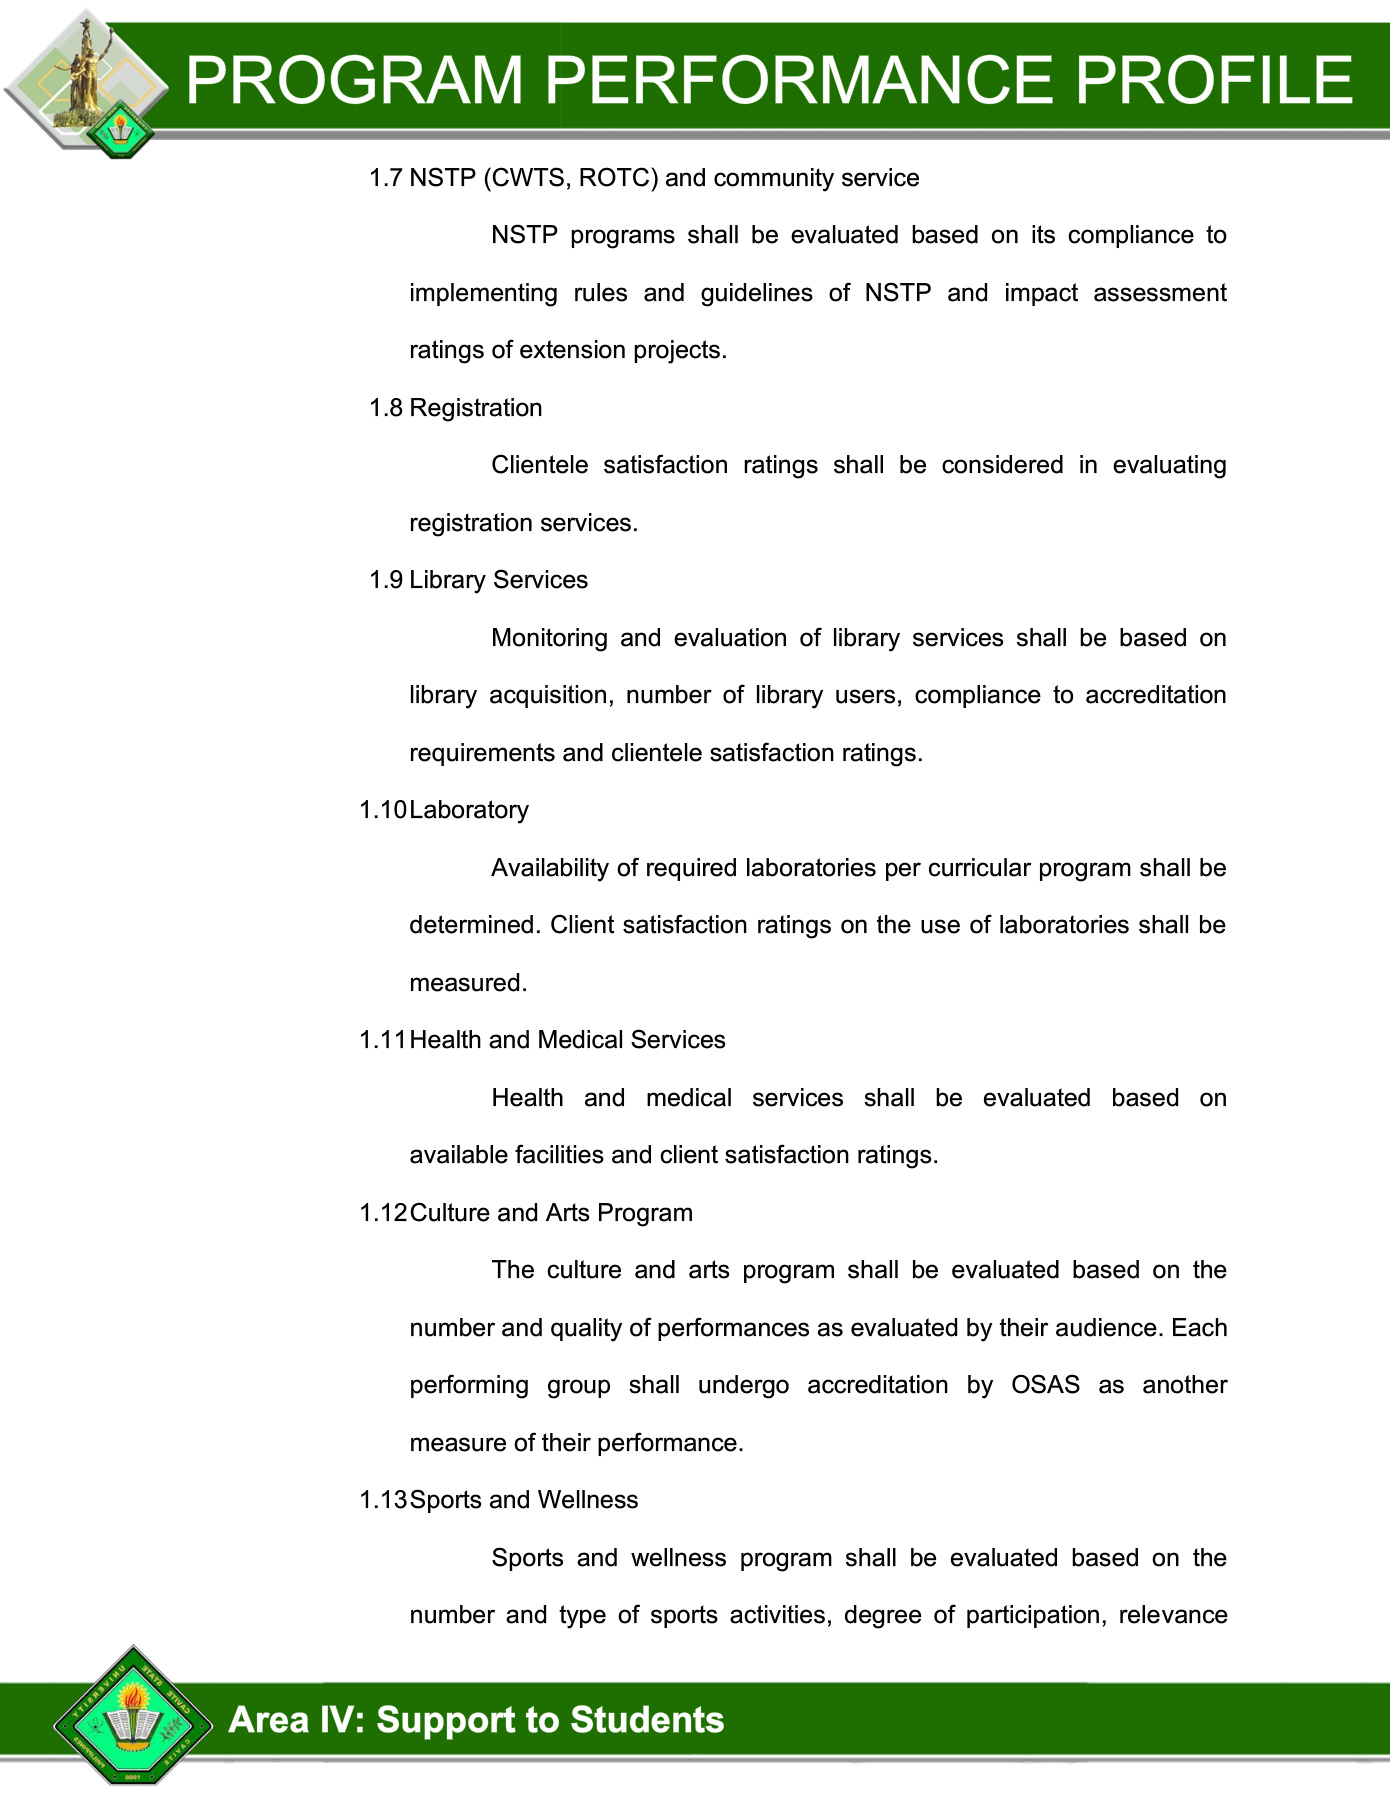 PROGRAM PERFORMANCE PROFILE
1.7 NSTP (CWTS, ROTC) and community service
NSTP programs shall be evaluated based on its compliance to
implementing rules and guidelines of NSTP and impact assessment
ratings of extension projects.
1.8 Registration
Clientele satisfaction ratings shall be considered in evaluating
registration services.
1.9 Library Services
Monitoring and evaluation of library services shall be based on
library acquisition, number of library users, compliance to accreditation
requirements and clientele satisfaction ratings.
1.10Laboratory
Availability of required laboratories per curricular program shall be
determined. Client satisfaction ratings on the use of laboratories shall be
measured.
1.11Health and Medical Services
Health and medical services shall be evaluated based on
available facilities and client satisfaction ratings.
1.12Culture and Arts Program
The culture and arts program shall be evaluated based on the
number and quality of performances as evaluated by their audience. Each
performing group shall undergo accreditation by OSAS as another
measure of their performance.
1.13Sports and Wellness
Sports and wellness program shall be evaluated based on the
number and type of sports activities, degree of participation, relevance
CAVITE STATE UNIVERSITY
CAVITE
PHILIPPINES
Area IV: Support to Students